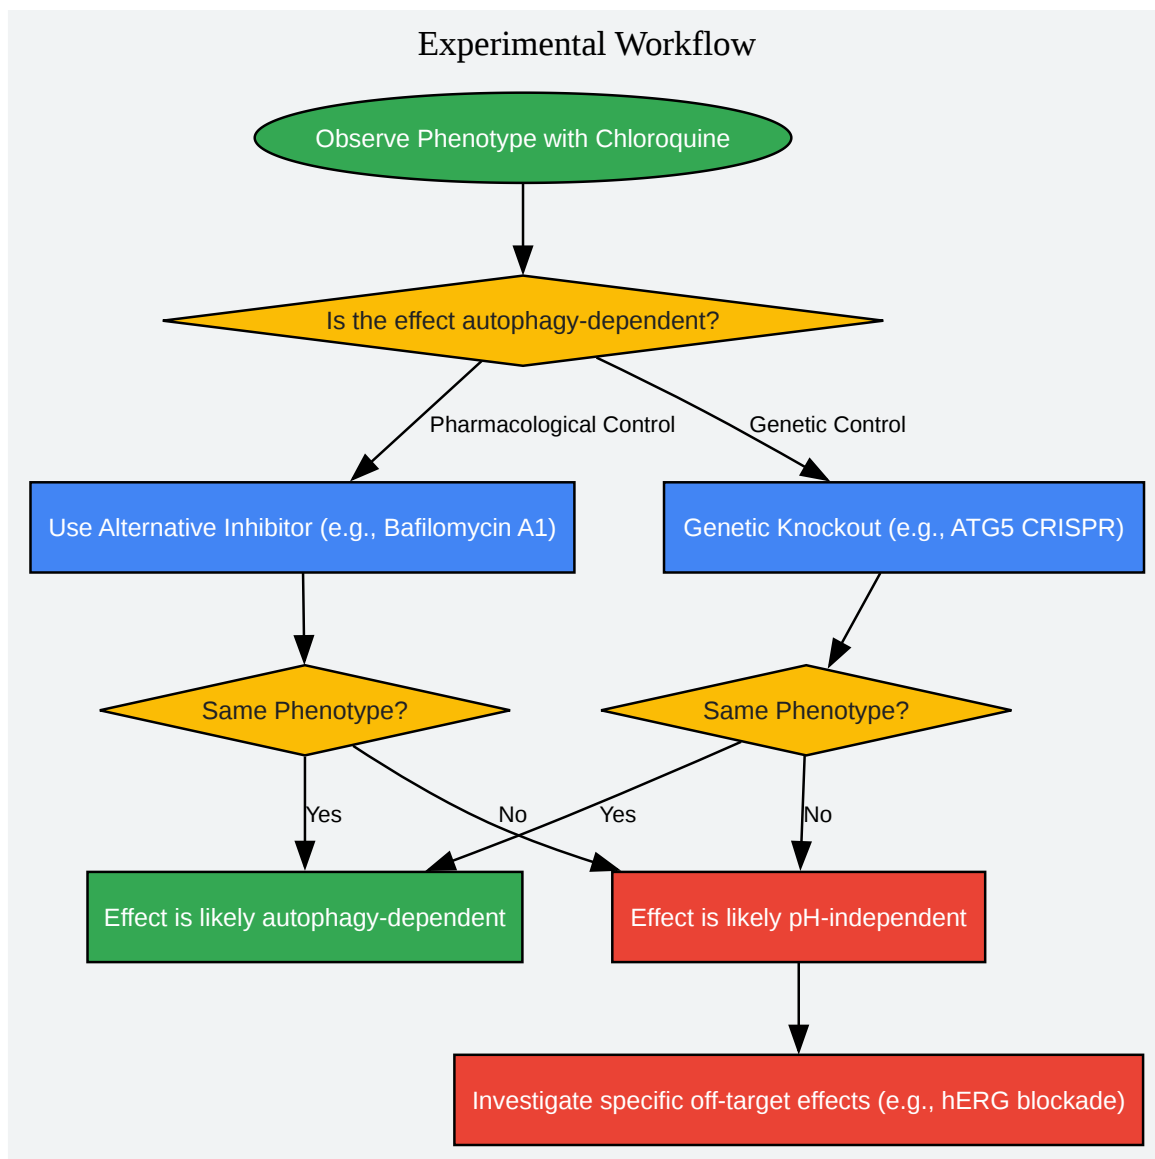 Experimental Workflow
Observe Phenotype with Chloroquine
Is the effect autophagy-dependent?
Pharmacological Control
Genetic Control
Use Alternative Inhibitor (e.g., Bafilomycin A1)
Genetic Knockout (e.g., ATG5 CRISPR)
Same Phenotype?
Same Phenotype?
Yes
No
Yes
No
Effect is likely autophagy-dependent
Effect is likely pH-independent
Investigate specific off-target effects (e.g., hERG blockade)